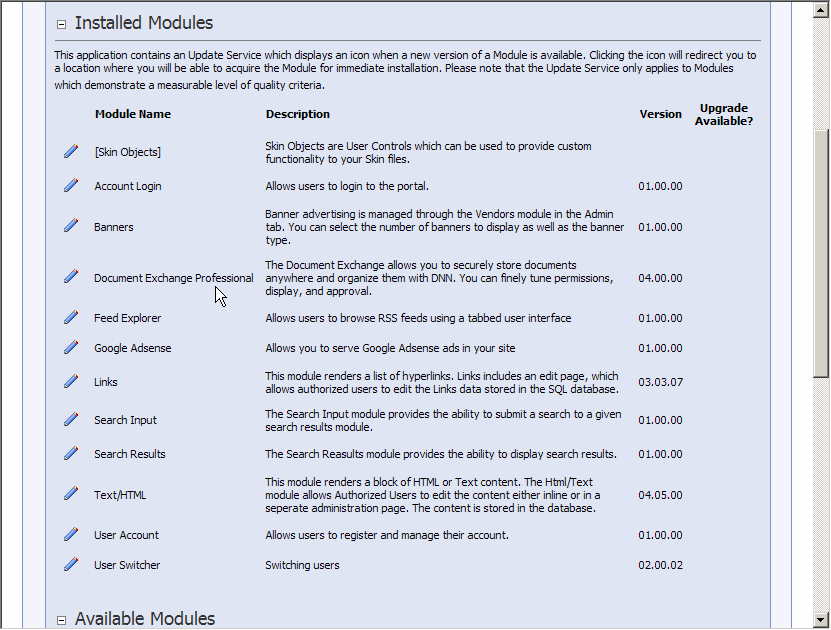 Installed Modules
This application contains an Update Service which displays an icon when a new version of a Module is available. Clicking the icon will redirect you to
a location where you will be able to acquire the Module for immediate installation. Please note that the Update Service only applies to Modules
which demonstrate a measurable level of quality criteria.
Module Name Description Version Upgrade
Available?
[Skin Objects] Skin Objects are User Controls which can be used to provide custom
functionality to your Skin files.
Account Login Allows users to login to the portal. 01.00.00
Banner advertising is managed through the Vendors module in the Admin
Banners tab. You can select the number of banners to display as well as the banner 01.00.00
type.
The Document Exchange allows you to securely store documents
Document Exchange Professional anywhere and organize them with DNN. You can finely tune permissions, 04.00.00
display, and approval.
Feed Explorer Allows users to browse RSS feeds using a tabbed user interface 01.00.00
Google Adsense Allows you to serve Google Adsense ads in your site 01.00.00
Links This module renders a list of hyperlinks. Links includes an edit page, which 03.03.07
allows authorized users to edit the Links data stored in the SQL database.
Search Input The Search Input module provides the ability to submit a search to a given 01.00.00
search results module.
Search Results The Search Reasults module provides the ability to display search results. 01.00.00
This module renders a block of HTML or Text content. The Html/Text
Text/HTML module allows Authorized Users to edit the content either inline or in a 04.05.00
seperate administration page. The content is stored in the database.
User Account Allows users to register and manage their account. 01.00.00
User Switcher Switching users 02.00.02
Available Modules